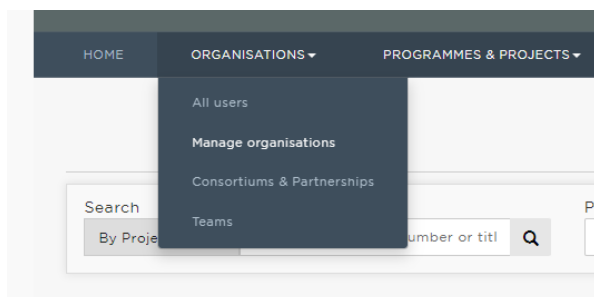 HOME ORGANISATIONS PROGRAMMES & PROJECTS
All users
Manage organisations
Consortiums & Partnerships
Teams
Search P
By Proje umber or titl